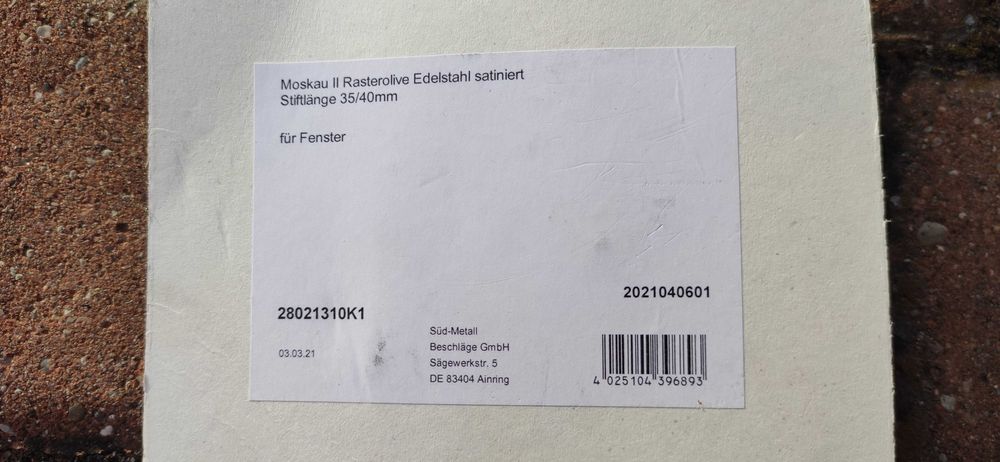 Moskau II Rasterolive Edelstahl satiniert
Stiftlänge 35/40mm
für Fenster
2021040601
28021310K1
03.03.21
Süd-Metall
Beschläge GmbH
Sägewerkstr. 5
DE 83404 Ainring
4 025104 396893